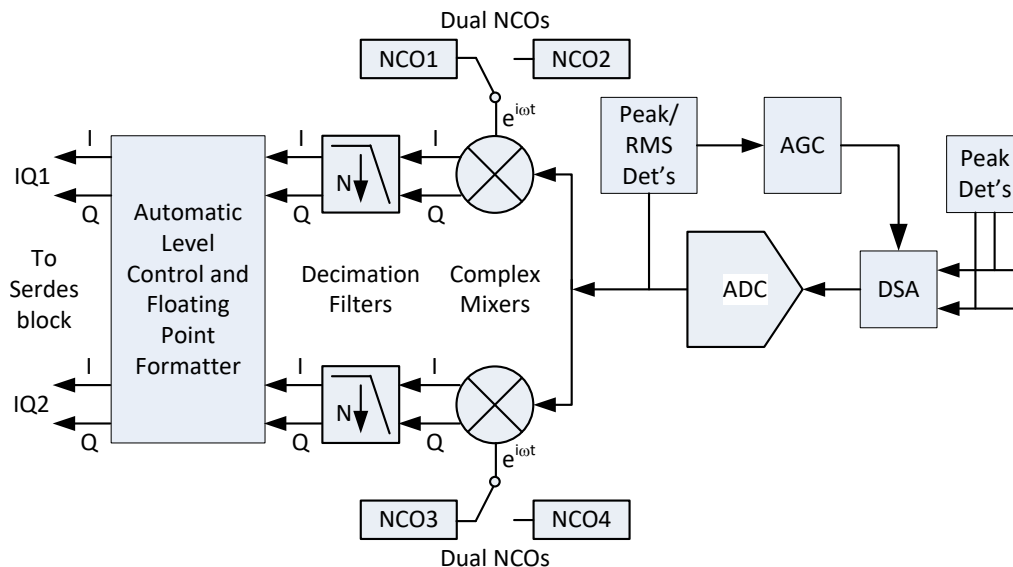 Dual NCOs
NCO1
NCO2
e^iωt
Peak/
RMS
Det's
AGC
Peak
Det's
I
I
I
IQ1
Q
Q
Q
N
Automatic
Level
Control and
Floating
Point
Formatter
To
Serdes
block
Decimation
Filters
Complex
Mixers
ADC
DSA
I
I
I
IQ2
Q
Q
Q
N
e^iωt
NCO3
NCO4
Dual NCOs